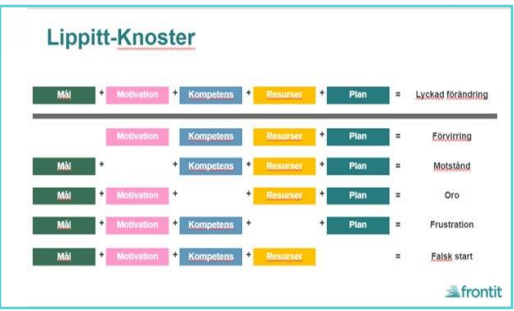 Lippitt-Knoster
Mål + Motivation + Kompetens + Resurser + Plan = Lyckad förändring
Motivation + Kompetens + Resurser + Plan = Förvirring
Mål + + Kompetens + Resurser + Plan = Motstånd
Mål + Motivation + + Resurser + Plan = Oro
Mål + Motivation + Kompetens + + Plan = Frustration
Mål + Motivation + Kompetens + Resurser = Falsk start
frontit